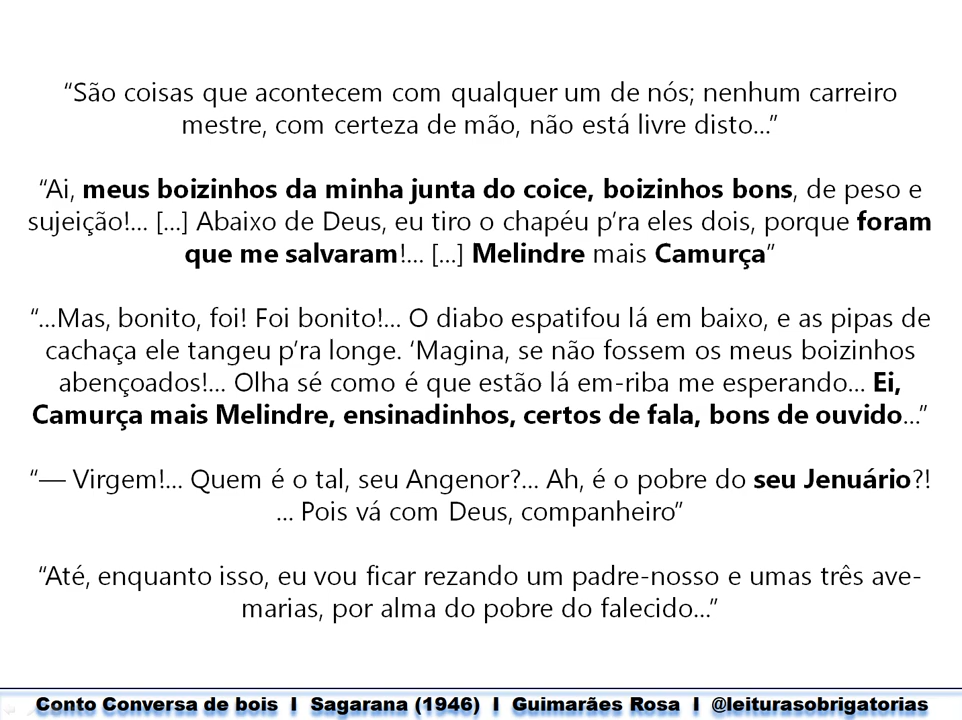 “São coisas que acontecem com qualquer um de nós; nenhum carreiro
mestre, com certeza de mão, não está livre disto...”
“Ai, meus boizinhos da minha junta do coice, boizinhos bons, de peso e
sujeição!... [...] Abaixo de Deus, eu tiro o chapéu p’ra eles dois, porque foram
que me salvaram!... [...] Melindre mais Camurça”
“...Mas, bonito, foi! Foi bonito!... O diabo espatifou lá em baixo, e as pipas de
cachaça ele tangeu p’ra longe. ‘Magina, se não fossem os meus boizinhos
abençoados!... Olha sé como é que estão lá em-riba me esperando... Ei,
Camurça mais Melindre, ensinadinhos, certos de fala, bons de ouvido...”
“— Virgem!... Quem é o tal, seu Angenor?... Ah, é o pobre do seu Jenuário?!
... Pois vá com Deus, companheiro”
“Até, enquanto isso, eu vou ficar rezando um padre-nosso e umas três ave-
marias, por alma do pobre do falecido...”
Conto Conversa de bois I Sagarana (1946) I Guimarães Rosa I @leiturasobrigatorias